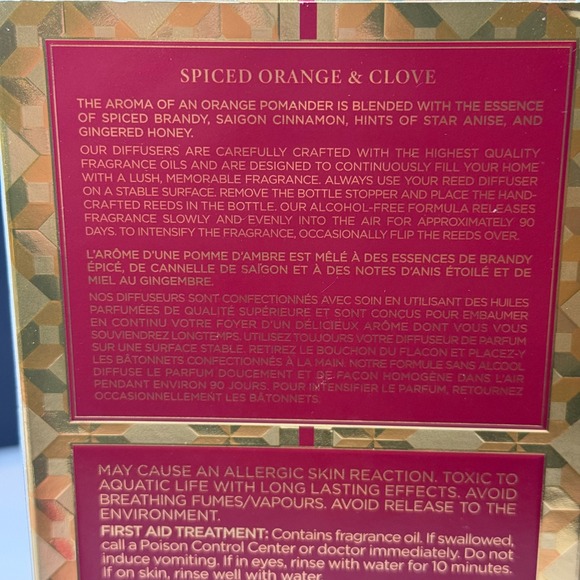 SPICED ORANGE & CLOVE
THE AROMA OF AN ORANGE POMANDER IS BLENDED WITH THE ESSENCE
OF SPICED BRANDY, SAIGON CINNAMON, HINTS OF STAR ANISE, AND
GINGERED HONEY.
OUR DIFFUSERS ARE CAREFULLY CRAFTED WITH THE HIGHEST QUALITY
FRAGRANCE OILS AND ARE DESIGNED TO CONTINUOUSLY FILL YOUR HOME
WITH A LUSH, MEMORABLE FRAGRANCE. ALWAYS USE YOUR REED DIFFUSER
ON A STABLE SURFACE. REMOVE THE BOTTLE STOPPER AND PLACE THE HAND-
CRAFTED REEDS IN THE BOTTLE. OUR ALCOHOL-FREE FORMULA RELEASES
FRAGRANCE SLOWLY AND EVENLY INTO THE AIR FOR APPROXIMATELY 90
DAYS. TO INTENSIFY THE FRAGRANCE, OCCASIONALLY FLIP THE REEDS OVER.
L'ARÔME D'UNE POMME D'AMBRE EST MÊLÉ À DES ESSENCES DE BRANDY
ÉPICÉ, DE CANNELLE DE SAÏGON ET À DES NOTES D'ANIS ÉTOILÉ ET DE
MIEL AU GINGEMBRE.
NOS DIFFUSEURS SONT CONFECTIONNÉS AVEC SOIN EN UTILISANT DES HUILES
PARFUMÉES DE QUALITÉ SUPÉRIEURE ET SONT CONÇUS POUR EMBAUMER
EN CONTINU VOTRE FOYER D'UN DÉLICIEUX ARÔME DONT VOUS VOUS
SOUVIENDREZ LONGTEMPS. UTILISEZ TOUJOURS VOTRE DIFFUSEUR DE PARFUM
SUR UNE SURFACE STABLE. RETIREZ LE BOUCHON DU FLACON ET PLACEZ-Y
LES BÂTONNETS CONFECTIONNÉS À LA MAIN. NOTRE FORMULE SANS ALCOOL
DIFFUSE LE PARFUM DOUCEMENT ET DE FAÇON HOMOGÈNE DANS L'AIR
PENDANT ENVIRON 90 JOURS. POUR INTENSIFIER LE PARFUM, RETOURNEZ
OCCASIONNELLEMENT LES BÂTONNETS.
MAY CAUSE AN ALLERGIC SKIN REACTION. TOXIC TO
AQUATIC LIFE WITH LONG LASTING EFFECTS. AVOID
BREATHING FUMES/VAPOURS. AVOID RELEASE TO THE
ENVIRONMENT.
FIRST AID TREATMENT: Contains fragrance oil. If swallowed,
call a Poison Control Center or doctor immediately. Do not
induce vomiting. If in eyes, rinse with water for 10 minutes.
If on skin, rinse well with water.